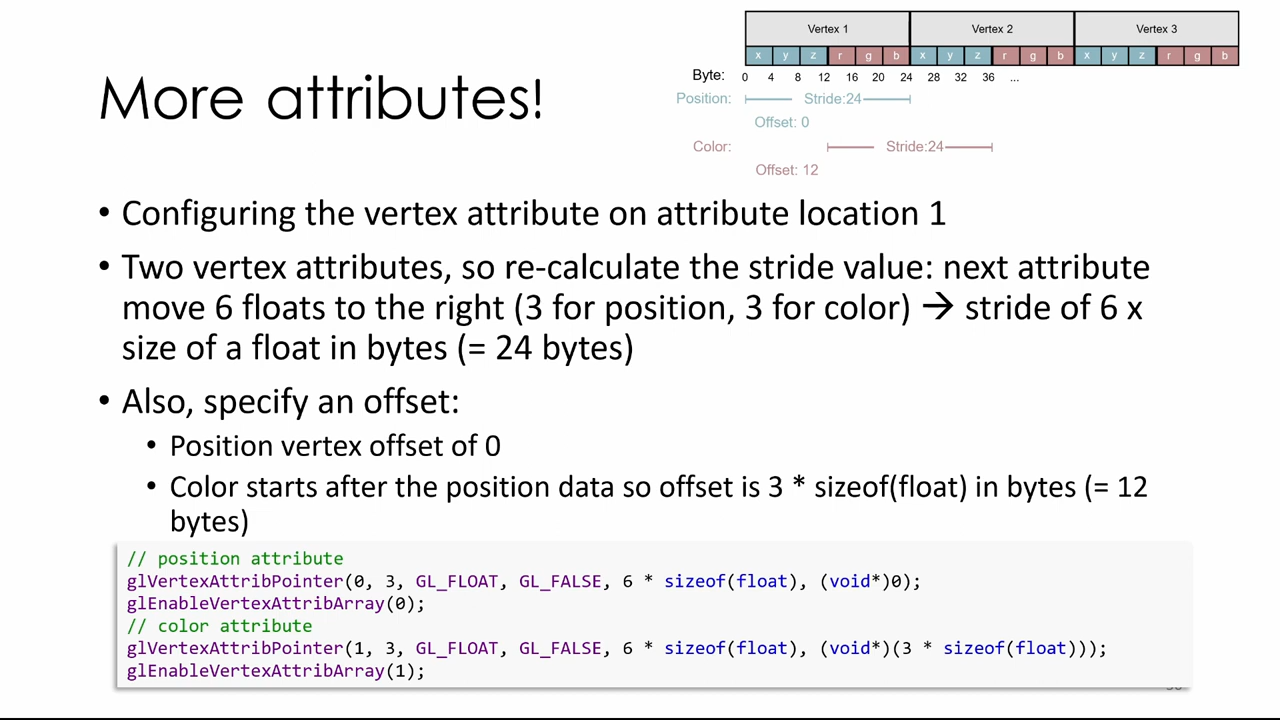 Vertex 1 Vertex 2 Vertex 3
x y z r g b x y z r g b x y z r g b
Byte: 0 4 8 12 16 20 24 28 32 36 ...
Position: Stride:24
Offset: 0
Color: Stride:24
Offset: 12
More attributes!
• Configuring the vertex attribute on attribute location 1
• Two vertex attributes, so re-calculate the stride value: next attribute
move 6 floats to the right (3 for position, 3 for color) → stride of 6 x
size of a float in bytes (= 24 bytes)
• Also, specify an offset:
• Position vertex offset of 0
• Color starts after the position data so offset is 3 * sizeof(float) in bytes (= 12
bytes)
// position attribute
glVertexAttribPointer(0, 3, GL_FLOAT, GL_FALSE, 6 * sizeof(float), (void*)0);
glEnableVertexAttribArray(0);
// color attribute
glVertexAttribPointer(1, 3, GL_FLOAT, GL_FALSE, 6 * sizeof(float), (void*)(3 * sizeof(float)));
glEnableVertexAttribArray(1);